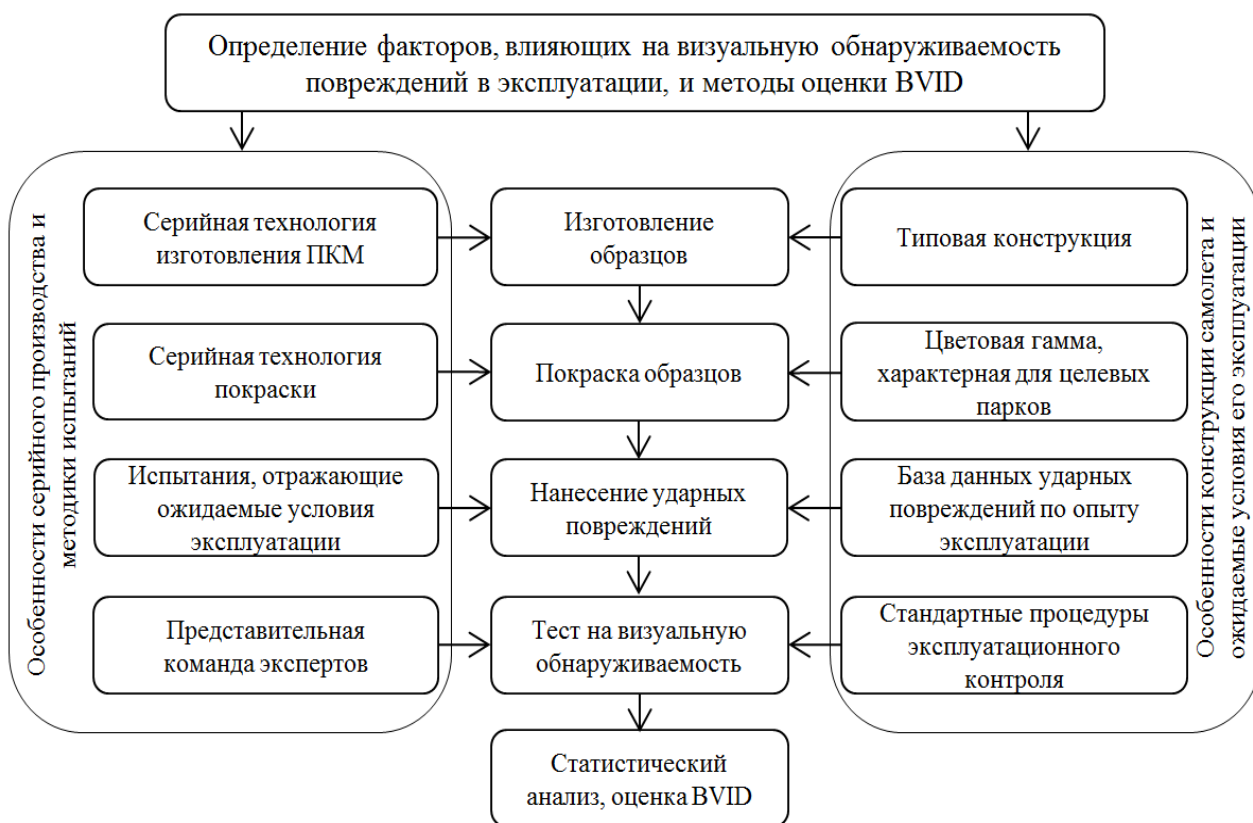 Определение факторов, влияющих на визуальную обнаруживаемость
повреждений в эксплуатации, и методы оценки BVID
Особенности серийного производства и
методики испытаний
Серийная технология
изготовления ПКМ
Изготовление
образцов
Типовая конструкция
Серийная технология
покраски
Покраска образцов
Цветовая гамма,
характерная для целевых
парков
Испытания, отражающие
ожидаемые условия
эксплуатации
Нанесение ударных
повреждений
База данных ударных
повреждений по опыту
эксплуатации
Представительная
команда экспертов
Тест на визуальную
обнаруживаемость
Стандартные процедуры
эксплуатационного
контроля
Особенности конструкции самолета и
ожидаемые условия его эксплуатации
Статистический
анализ, оценка BVID